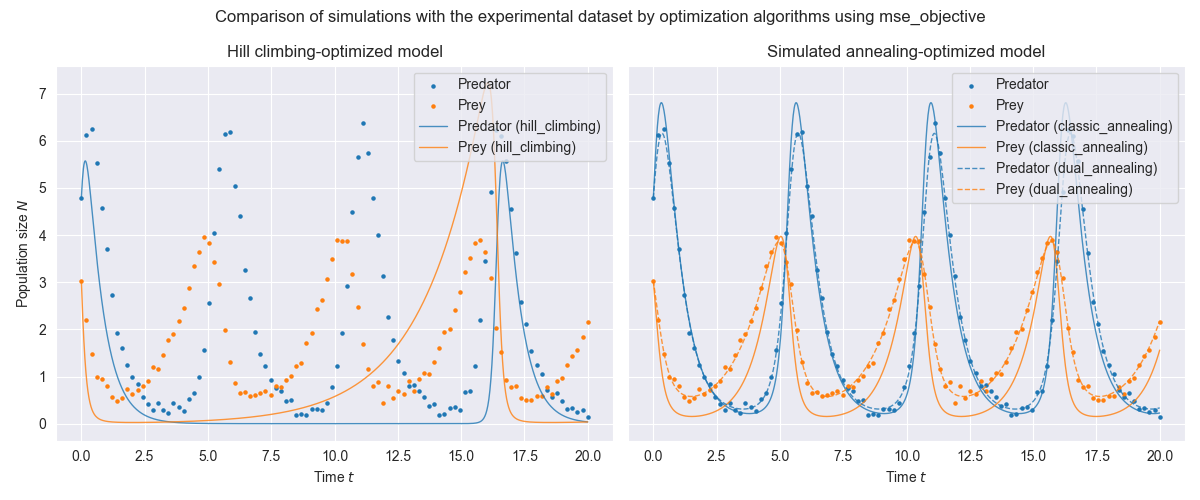 Comparison of simulations with the experimental dataset by optimization algorithms using mse_objective
Hill climbing-optimized model
Predator
Prey
Predator (hill_climbing)
Prey (hill_climbing)
Population size N
7
6
5
4
3
2
1
0
0.0 2.5 5.0 7.5 10.0 12.5 15.0 17.5 20.0
Time t
Simulated annealing-optimized model
Predator
Prey
Predator (classic_annealing)
Prey (classic_annealing)
Predator (dual_annealing)
Prey (dual_annealing)
0.0 2.5 5.0 7.5 10.0 12.5 15.0 17.5 20.0
Time t